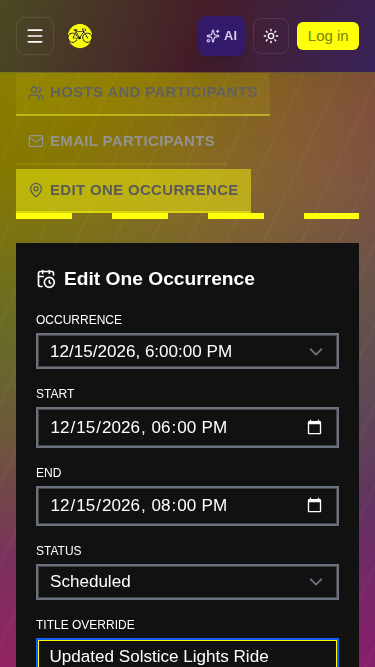 AI
Log in
HOSTS AND PARTICIPANTS
EMAIL PARTICIPANTS
EDIT ONE OCCURRENCE
Edit One Occurrence
OCCURRENCE
12/15/2026, 6:00:00 PM
START
12/15/2026, 06:00 PM
END
12/15/2026, 08:00 PM
STATUS
Scheduled
TITLE OVERRIDE
Updated Solstice Lights Ride